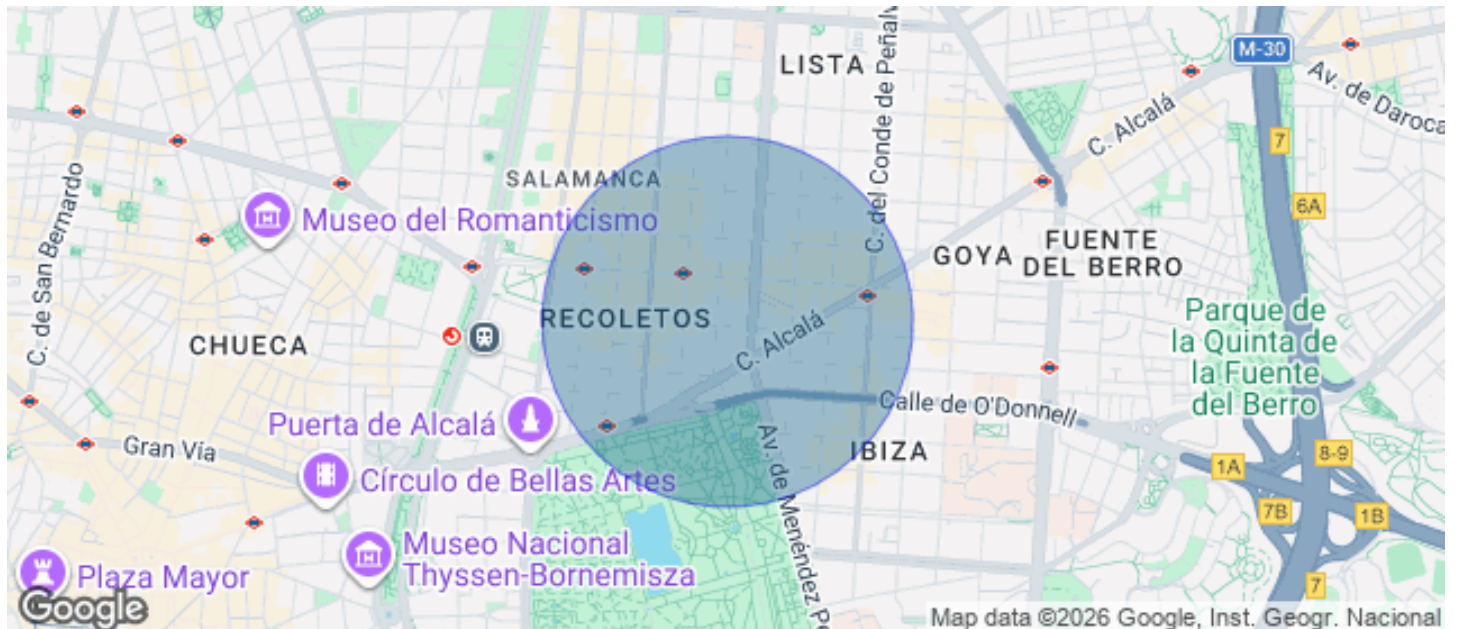 LISTA
M-30
Av. de Daroca
C. del Conde de Peñalv
7
C. Alcalá
C. de San Bernardo
SALAMANCA
6A
Museo del Romanticismo
GOYA
FUENTE
DEL BERRO
RECOLETOS
Parque de
la Quinta de
la Fuente
del Berro
CHUECA
C. Alcalá
Puerta de Alcalá
Calle de O'Donnell
Gran Vía
IBIZA
8-9
1A
Círculo de Bellas Artes
Av. de Menéndez Pe
7B
1B
Museo Nacional
Thyssen-Bornemisza
Plaza Mayor
7
Google
Map data ©2026 Google, Inst. Geogr. Nacional